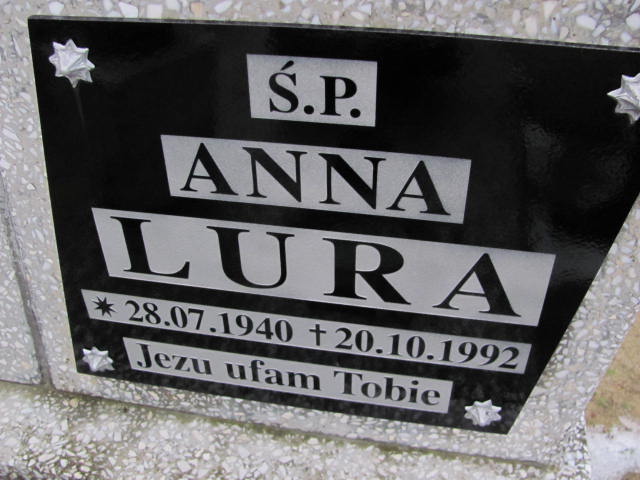 Ś.P.
ANNA
LURA
✷ 28.07.1940 † 20.10.1992
Jezu ufam Tobie